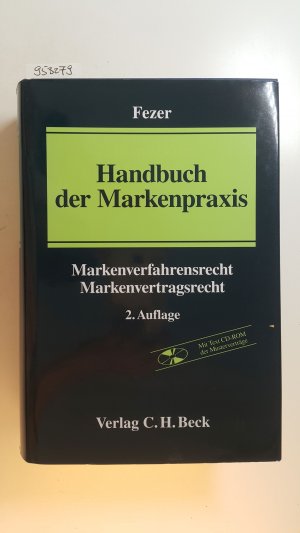 958279
Fezer
Handbuch
der Markenpraxis
Markenverfahrensrecht
Markenvertragsrecht
2. Auflage
Mit Text CD-ROM
der Musterverträge
Verlag C. H. Beck